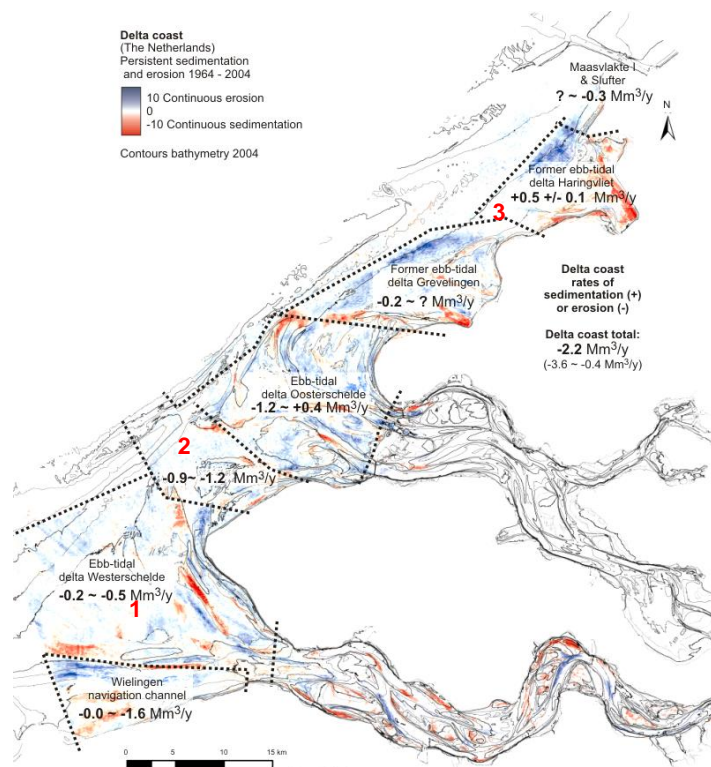 Delta coast
(The Netherlands)
Persistent sedimentation
and erosion 1964 - 2004
10 Continuous erosion
0
-10 Continuous sedimentation
Contours bathymetry 2004
Maasvlakte I
& Slufter
? ~ -0.3 Mm³/y
N
Former ebb-tidal
delta Haringvliet
+0.5 +/- 0.1 Mm³/y
3
Former ebb-tidal
delta Grevelingen
-0.2 ~ ? Mm³/y
Delta coast
rates of
sedimentation (+)
or erosion (-)
Delta coast total:
-2.2 Mm³/y
(-3.6 ~ -0.4 Mm³/y)
Ebb-tidal
delta Oosterschelde
-1.2 ~ +0.4 Mm³/y
2
-0.9~ -1.2 Mm³/y
Ebb-tidal
delta Westerschelde
-0.2 ~ -0.5 Mm³/y
1
Wielingen
navigation channel
-0.0 ~ -1.6 Mm³/y
0 5 10 15 km